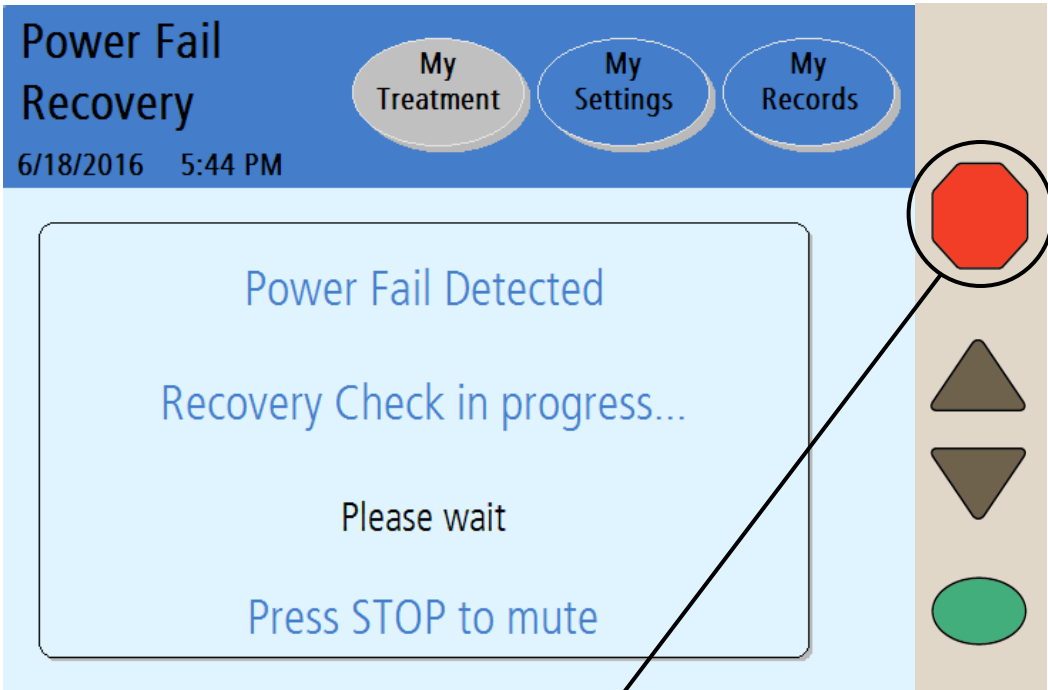 Power Fail
Recovery
6/18/2016 5:44 PM
My
Treatment
My
Settings
My
Records
Power Fail Detected
Recovery Check in progress...
Please wait
Press STOP to mute